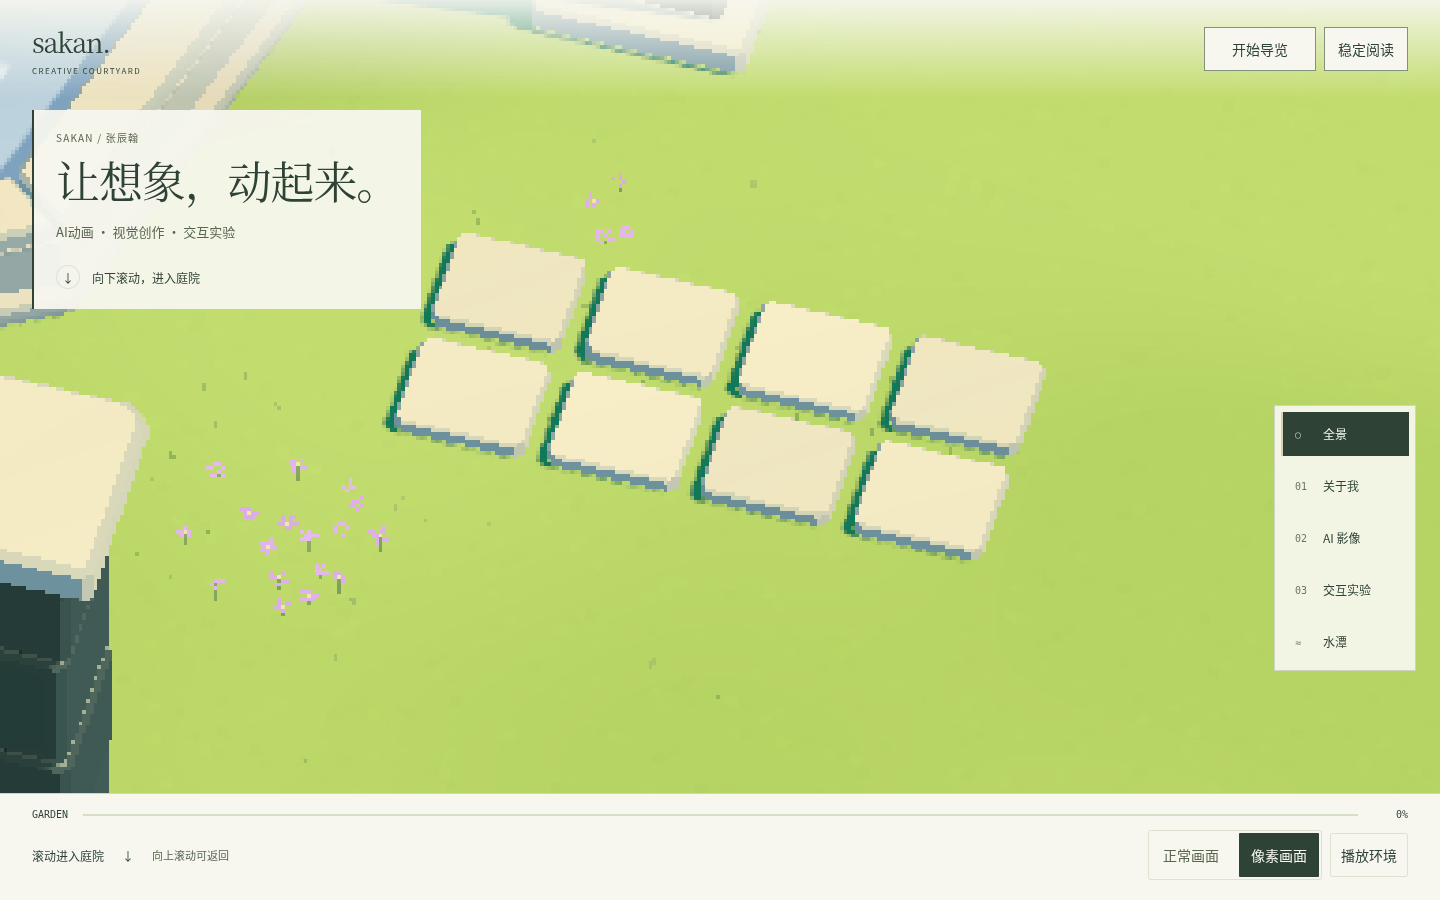 sakan.
CREATIVE COURTYARD
开始导览
稳定阅读
SAKAN / 张辰翰
让想象，动起来。
AI动画 · 视觉创作 · 交互实验
↓ 向下滚动，进入庭院
○ 全景
01 关于我
02 AI 影像
03 交互实验
≈ 水潭
GARDEN
0%
滚动进入庭院 ↓ 向上滚动可返回
正常画面
像素画面
播放环境